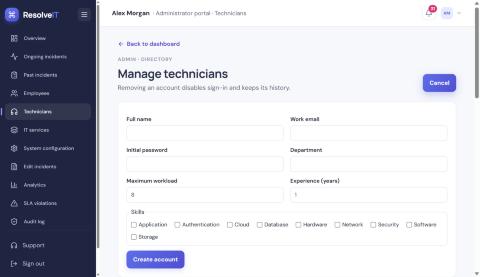 ResolveIT
Overview
Ongoing incidents
Past incidents
Employees
Technicians
IT services
System configuration
Edit incidents
Analytics
SLA violations
Audit log
Support
Sign out
Alex Morgan / Administrator portal · Technicians
AM
← Back to dashboard
ADMIN · DIRECTORY
Manage technicians
Removing an account disables sign-in and keeps its history.
Cancel
Full name
Work email
Initial password
Department
Maximum workload
Experience (years)
8
1
Skills
Application
Authentication
Cloud
Database
Hardware
Network
Security
Software
Storage
Create account